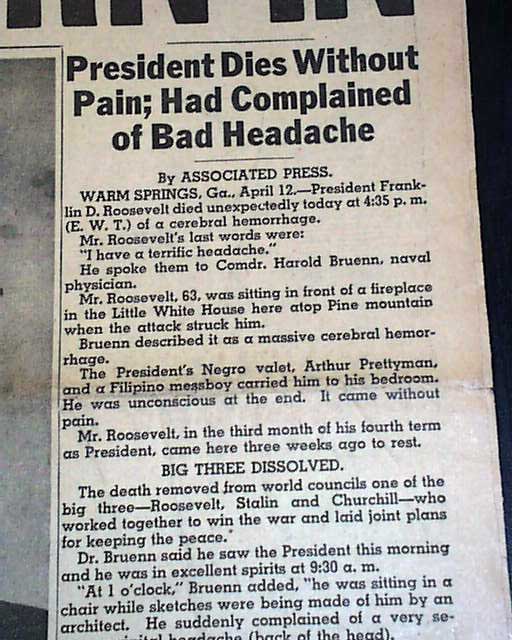 IN
President Dies Without
Pain; Had Complained
of Bad Headache
By ASSOCIATED PRESS.
WARM SPRINGS, Ga., April 12.—President Frank-
lin D. Roosevelt died unexpectedly today at 4:35 p. m.
(E. W. T.) of a cerebral hemorrhage.
Mr. Roosevelt's last words were:
"I have a terrific headache."
He spoke them to Comdr. Harold Bruenn, naval
physician.
Mr. Roosevelt, 63, was sitting in front of a fireplace
in the Little White House here atop Pine mountain
when the attack struck him.
Bruenn described it as a massive cerebral hemor-
rhage.
The President's Negro valet, Arthur Prettyman,
and a Filipino messboy carried him to his bedroom.
He was unconscious at the end. It came without
pain.
Mr. Roosevelt, in the third month of his fourth term
as President, came here three weeks ago to rest.
BIG THREE DISSOLVED.
The death removed from world councils one of the
big three—Roosevelt, Stalin and Churchill—who
worked together to win the war and laid joint plans
for keeping the peace.
Dr. Bruenn said he saw the President this morning
and he was in excellent spirits at 9:30 a. m.
"At 1 o'clock," Bruenn added, "he was sitting in a
chair while sketches were being made of him by an
architect. He suddenly complained of a very se-
headache (back of the head).